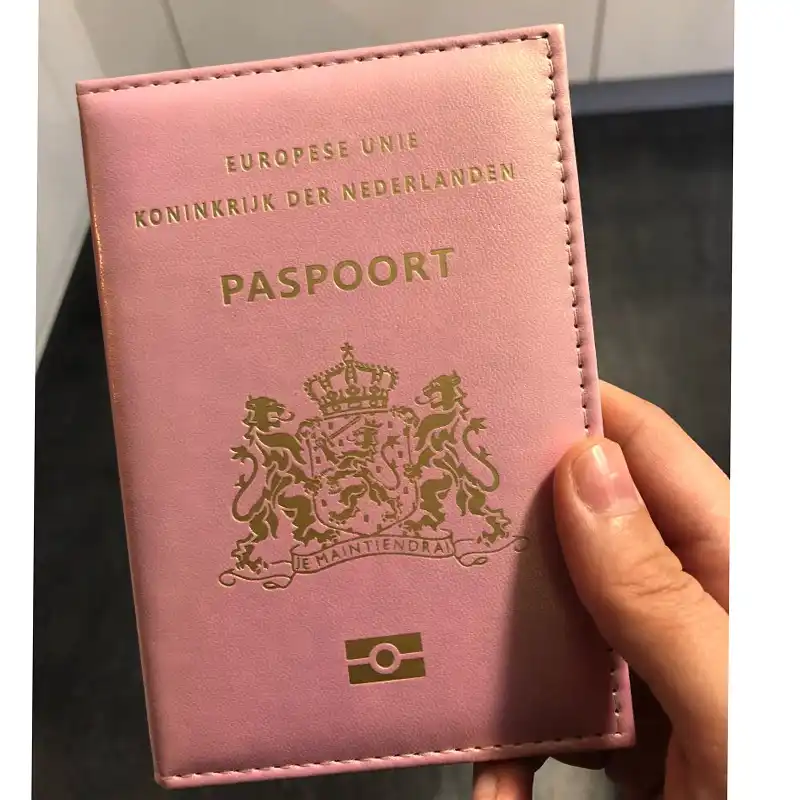 EUROPESE UNIE
KONINKRIJK DER NEDERLANDEN
PASPOORT
JE MAINTIENDRAI